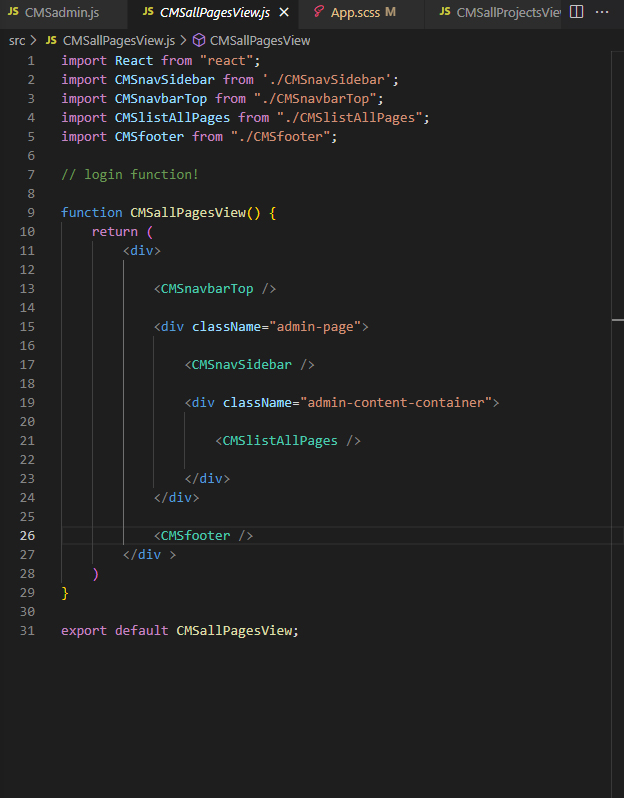 JS CMSadmin.js JS CMSallPagesView.js App.scss M JS CMSallProjectsVie
src > JS CMSallPagesView.js > CMSallPagesView
1 import React from "react";
2 import CMSnavSidebar from './CMSnavSidebar';
3 import CMSnavbarTop from "./CMSnavbarTop";
4 import CMSlistAllPages from "./CMSlistAllPages";
5 import CMSfooter from "./CMSfooter";
6
7 // login function!
8
9 function CMSallPagesView() {
10 return (
11 <div>
12
13 <CMSnavbarTop />
14
15 <div className="admin-page">
16
17 <CMSnavSidebar />
18
19 <div className="admin-content-container">
20
21 <CMSlistAllPages />
22
23 </div>
24 </div>
25
26 <CMSfooter />
27 </div >
28 )
29 }
30
31 export default CMSallPagesView;